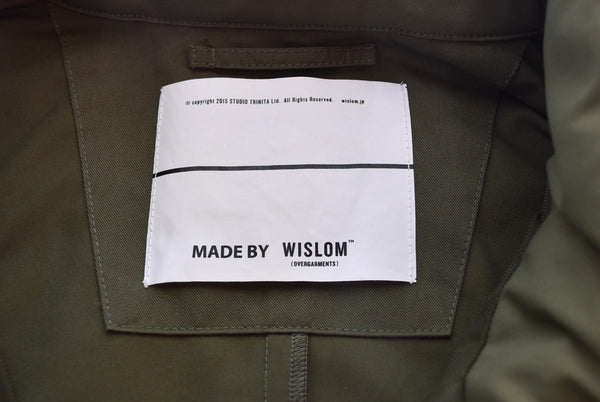 © copyright 2015 STUDIO TRINITA Ltd. All Rights Reserved. wislom.jp
MADE BY WISLOM™
(OVERGARMENTS)